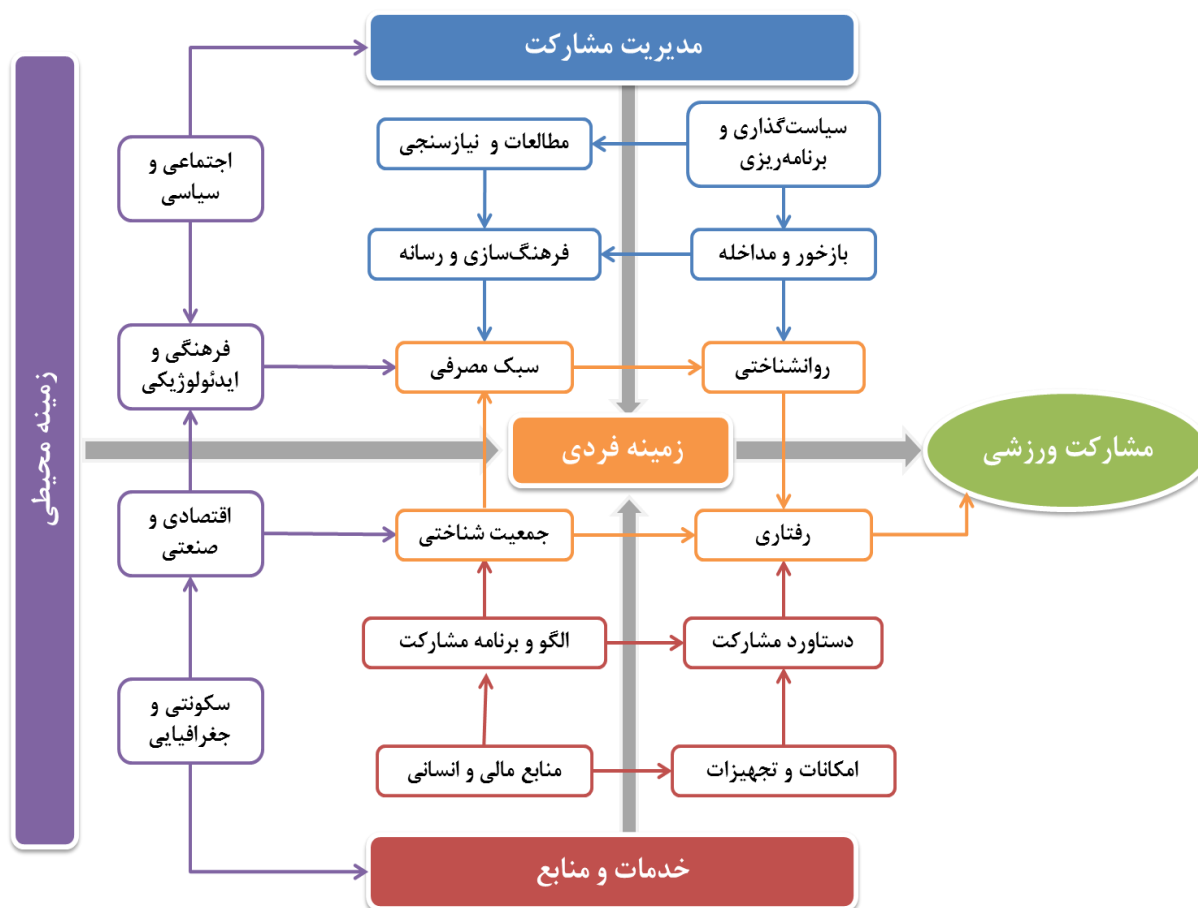 مدیریت مشارکت
سیاست‌گذاری و
برنامه‌ریزی
مطالعات و نیازسنجی
اجتماعی و
سیاسی
بازخور و مداخله
فرهنگ‌سازی و رسانه
روانشناختی
سبک مصرفی
فرهنگی و
ایدئولوژیکی
زمینه محیطی
زمینه فردی
مشارکت ورزشی
رفتاری
جمعیت شناختی
اقتصادی و
صنعتی
دستاورد مشارکت
الگو و برنامه مشارکت
سکونتی و
جغرافیایی
امکانات و تجهیزات
منابع مالی و انسانی
خدمات و منابع